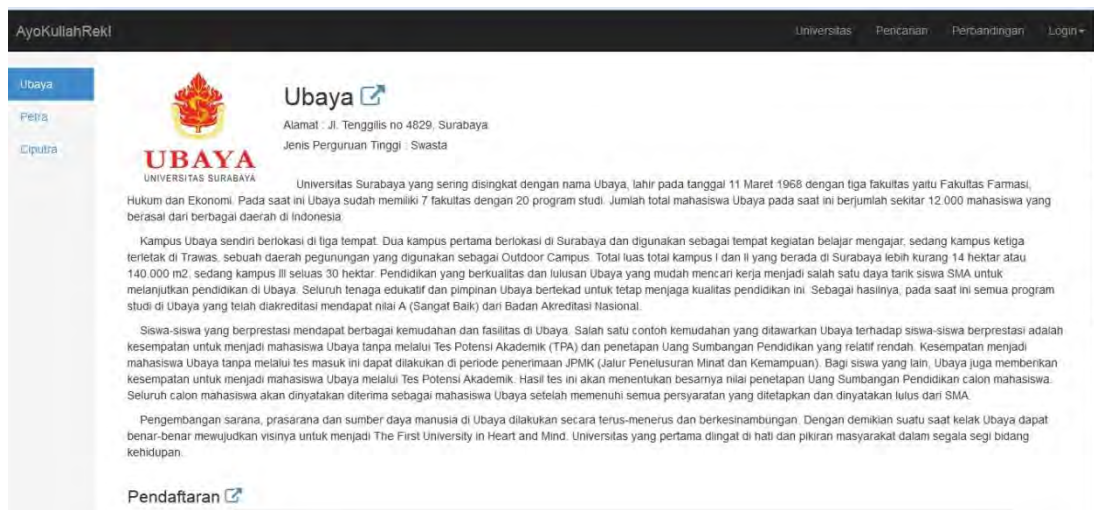 AyoKuliahRek!
Universitas Pencarian Perbandingan Login
Ubaya
Petra
Ciputra
UBAYA
UNIVERSITAS SURABAYA
Ubaya
Alamat : Jl. Tenggilis no 4829, Surabaya
Jenis Perguruan Tinggi : Swasta
Universitas Surabaya yang sering disingkat dengan nama Ubaya, lahir pada tanggal 11 Maret 1968 dengan tiga fakultas yaitu Fakultas Farmasi,
Hukum dan Ekonomi. Pada saat ini Ubaya sudah memiliki 7 fakultas dengan 20 program studi. Jumlah total mahasiswa Ubaya pada saat ini berjumlah sekitar 12.000 mahasiswa yang
berasal dari berbagai daerah di Indonesia.
Kampus Ubaya sendiri berlokasi di tiga tempat. Dua kampus pertama berlokasi di Surabaya dan digunakan sebagai tempat kegiatan belajar mengajar, sedang kampus ketiga
terletak di Trawas, sebuah daerah pegunungan yang digunakan sebagai Outdoor Campus. Total luas total kampus I dan II yang berada di Surabaya lebih kurang 14 hektar atau
140.000 m2, sedang kampus III seluas 30 hektar. Pendidikan yang berkualitas dan lulusan Ubaya yang mudah mencari kerja menjadi salah satu daya tarik siswa SMA untuk
melanjutkan pendidikan di Ubaya. Seluruh tenaga edukatif dan pimpinan Ubaya bertekad untuk tetap menjaga kualitas pendidikan ini. Sebagai hasilnya, pada saat ini semua program
studi di Ubaya yang telah diakreditasi mendapat nilai A (Sangat Baik) dari Badan Akreditasi Nasional.
Siswa-siswa yang berprestasi mendapat berbagai kemudahan dan fasilitas di Ubaya. Salah satu contoh kemudahan yang ditawarkan Ubaya terhadap siswa-siswa berprestasi adalah
kesempatan untuk menjadi mahasiswa Ubaya tanpa melalui Tes Potensi Akademik (TPA) dan penetapan Uang Sumbangan Pendidikan yang relatif rendah. Kesempatan menjadi
mahasiswa Ubaya tanpa melalui tes masuk ini dapat dilakukan di periode penerimaan JPMK (Jalur Penelusuran Minat dan Kemampuan). Bagi siswa yang lain, Ubaya juga memberikan
kesempatan untuk menjadi mahasiswa Ubaya melalui Tes Potensi Akademik. Hasil tes ini akan menentukan besarnya nilai penetapan Uang Sumbangan Pendidikan calon mahasiswa.
Seluruh calon mahasiswa akan dinyatakan diterima sebagai mahasiswa Ubaya setelah memenuhi semua persyaratan yang ditetapkan dan dinyatakan lulus dari SMA.
Pengembangan sarana, prasarana dan sumber daya manusia di Ubaya dilakukan secara terus-menerus dan berkesinambungan. Dengan demikian suatu saat kelak Ubaya dapat
benar-benar mewujudkan visinya untuk menjadi The First University in Heart and Mind. Universitas yang pertama diingat di hati dan pikiran masyarakat dalam segala segi bidang
kehidupan.
Pendaftaran